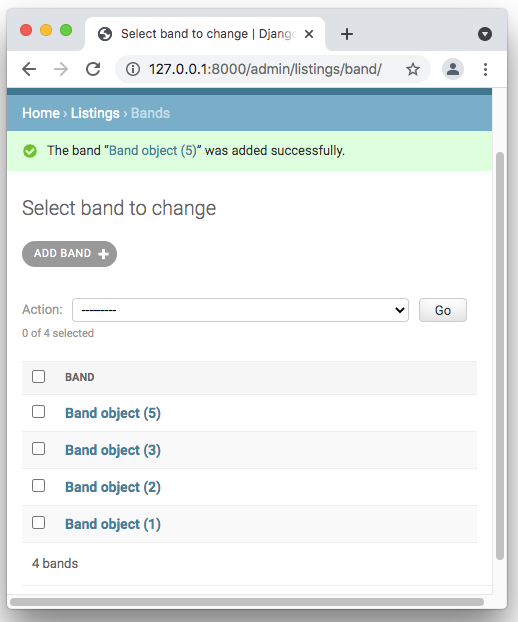 Select band to change | Djang
127.0.0.1:8000/admin/listings/band/
Home › Listings › Bands
The band “Band object (5)” was added successfully.
Select band to change
ADD BAND
Action: --------- Go
0 of 4 selected
BAND
Band object (5)
Band object (3)
Band object (2)
Band object (1)
4 bands